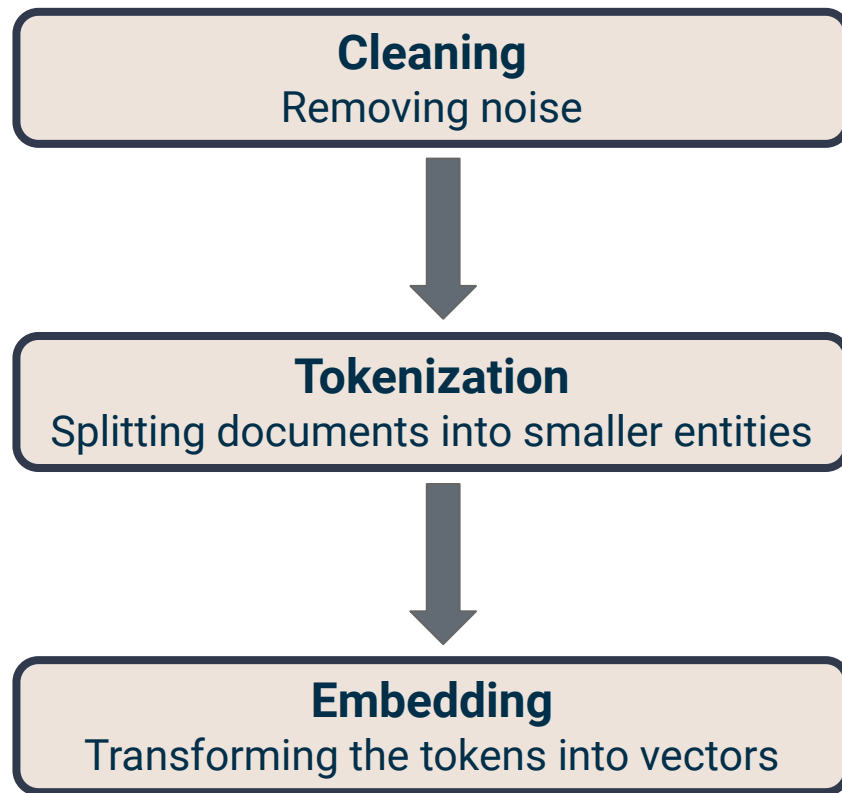 Cleaning
Removing noise
Tokenization
Splitting documents into smaller entities
Embedding
Transforming the tokens into vectors